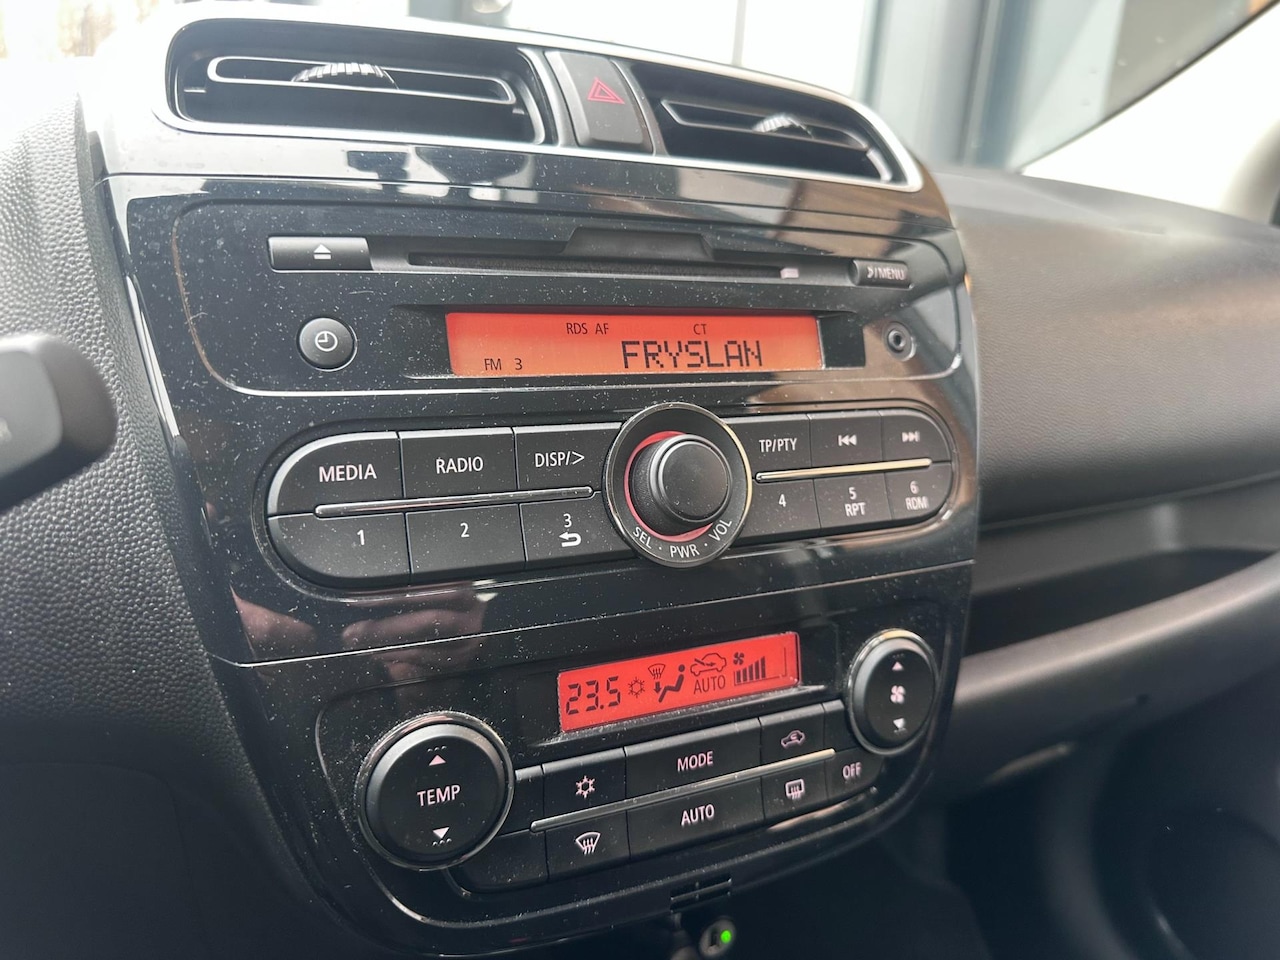 MENU
RDS AF CT
FM 3 FRYSLAN
MEDIA RADIO DISP/> TP/PTY
1 2 3 4 5 6
RPT RDM
SEL · PWR · VOL
23.5 AUTO
TEMP
MODE
AUTO
OFF